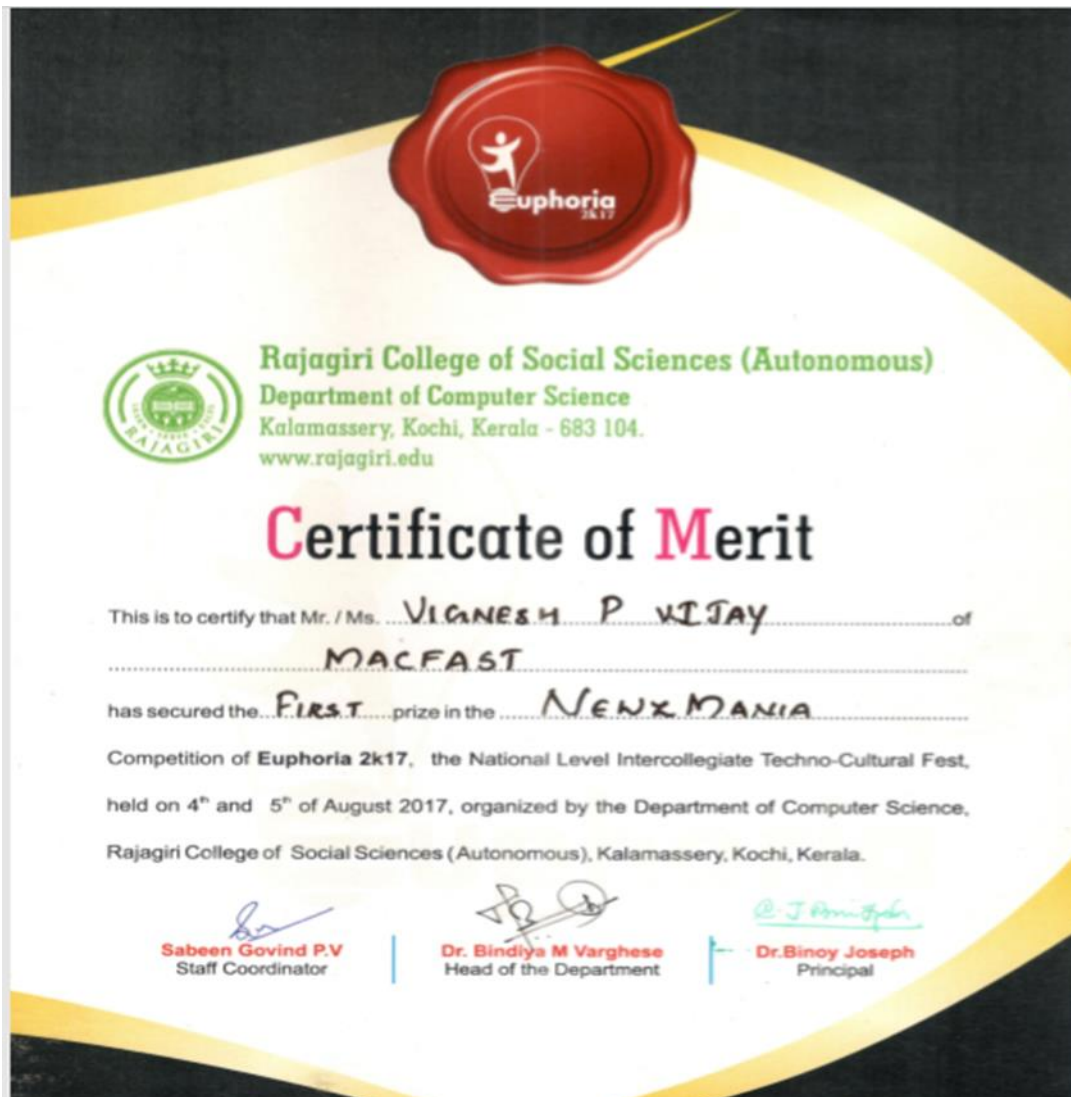 Euphoria
2k17
Rajagiri College of Social Sciences (Autonomous)
Department of Computer Science
Kalamassery, Kochi, Kerala - 683 104.
www.rajagiri.edu
RAJAGIRI
Certificate of Merit
This is to certify that Mr. / Ms. VIGNESH P VIJAY of
MACFAST
has secured the FIRST prize in the NEWX MANIA
Competition of Euphoria 2k17, the National Level Intercollegiate Techno-Cultural Fest,
held on 4th and 5th of August 2017, organized by the Department of Computer Science,
Rajagiri College of Social Sciences (Autonomous), Kalamassery, Kochi, Kerala.
Sabeen Govind P.V
Staff Coordinator
Dr. Bindiya M Varghese
Head of the Department
Dr.Binoy Joseph
Principal